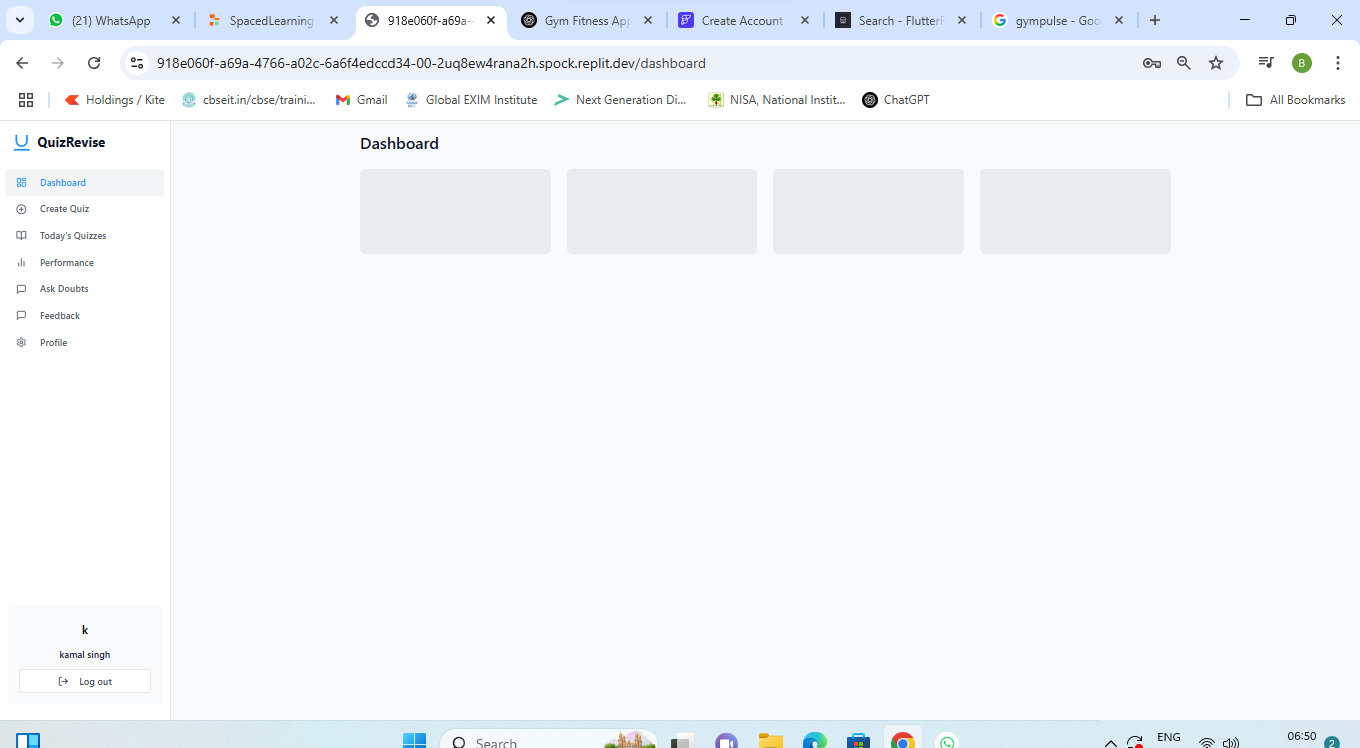 (21) WhatsApp
SpacedLearning
918e060f-a69a-
Gym Fitness App
Create Account
Search - FlutterF
gympulse - Goo
918e060f-a69a-4766-a02c-6a6f4edccd34-00-2uq8ew4rana2h.spock.replit.dev/dashboard
B
Holdings / Kite
cbseit.in/cbse/traini...
Gmail
Global EXIM Institute
Next Generation Di...
NISA, National Instit...
ChatGPT
All Bookmarks
QuizRevise
Dashboard
Create Quiz
Today's Quizzes
Performance
Ask Doubts
Feedback
Profile
Dashboard
k
kamal singh
Log out
Search
ENG
06:50
2